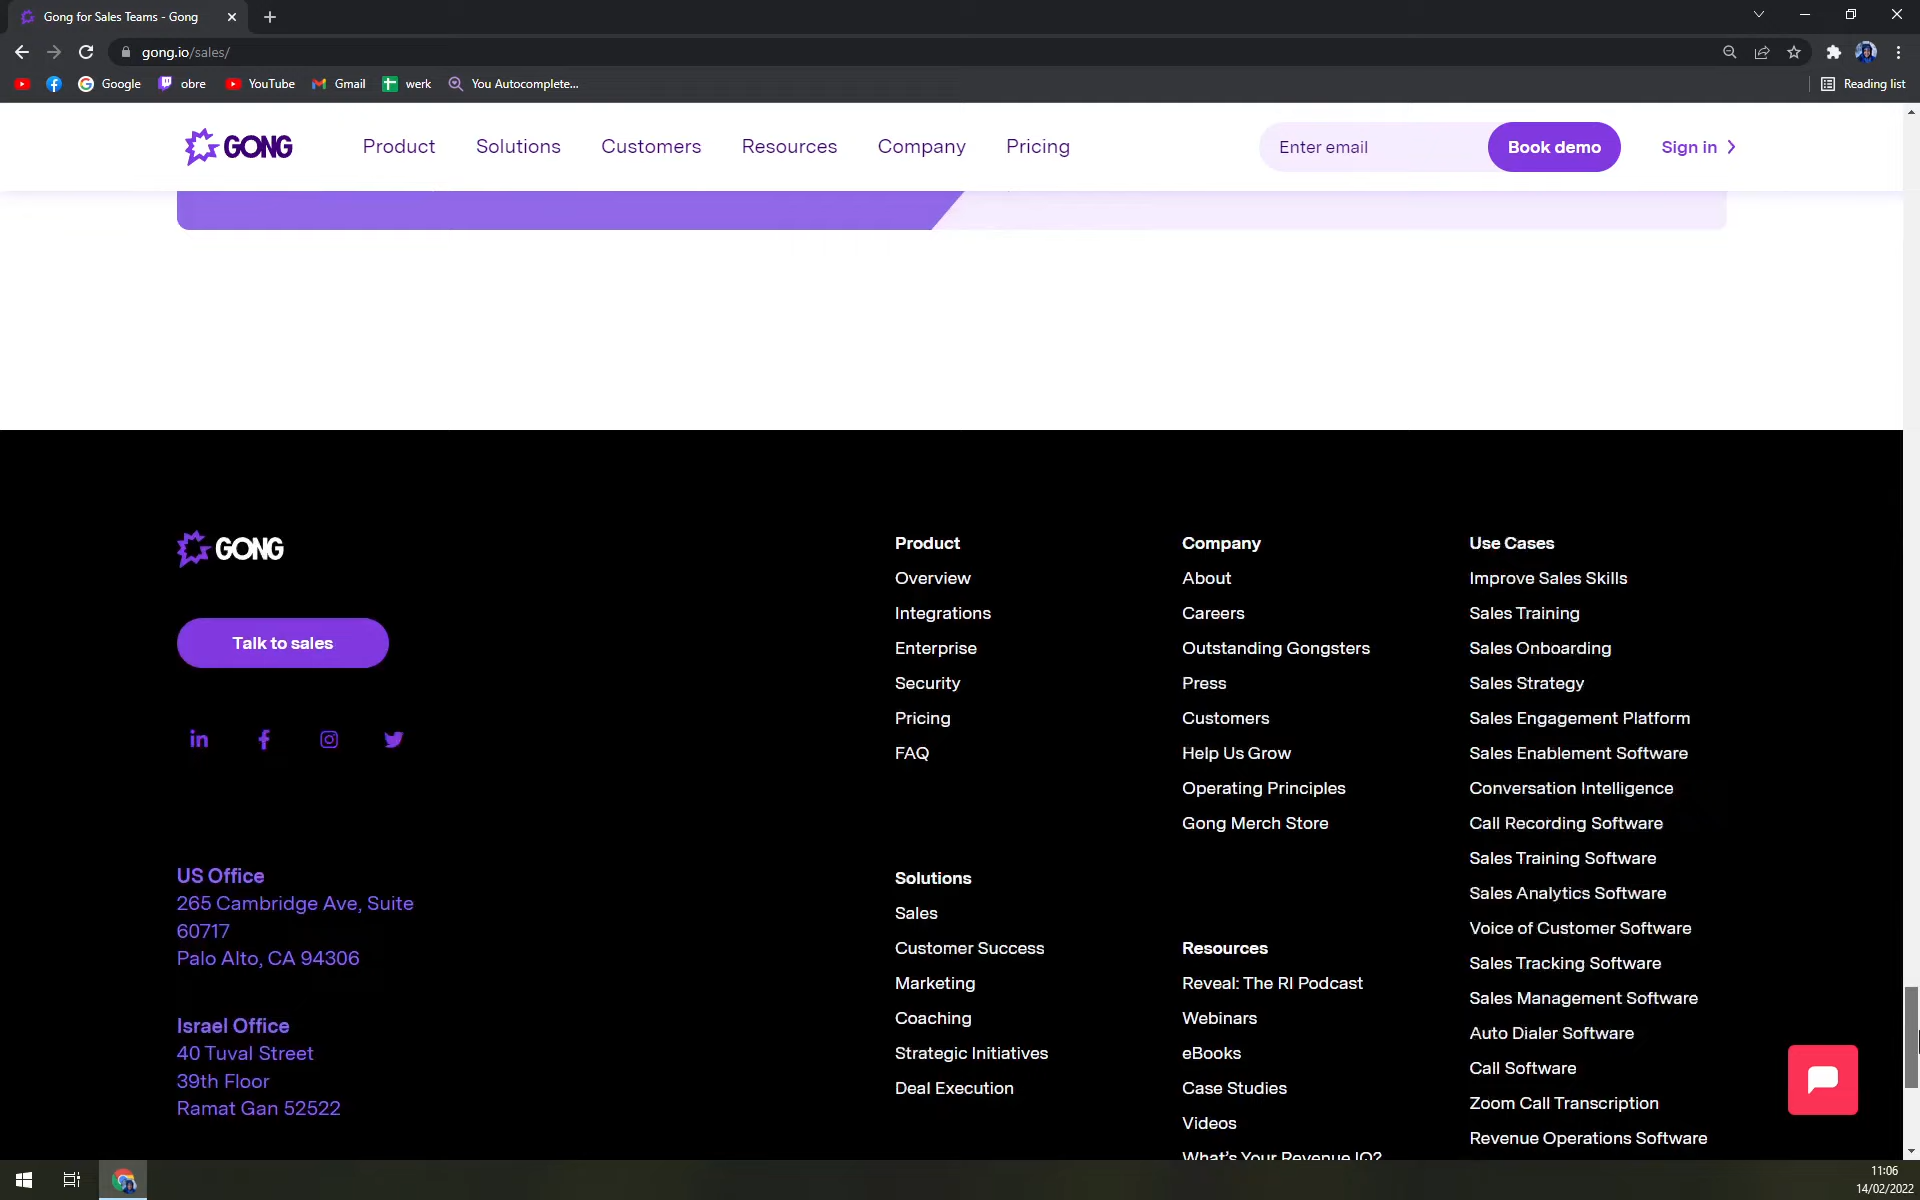 Gong for Sales Teams - Gong
gong.io/sales/
Google
obre
YouTube
Gmail
werk
You Autocomplete...
Reading list
GONG
Product
Solutions
Customers
Resources
Company
Pricing
Enter email
Book demo
Sign in
GONG
Talk to sales
US Office
265 Cambridge Ave, Suite
60717
Palo Alto, CA 94306
Israel Office
40 Tuval Street
39th Floor
Ramat Gan 52522
Product
Overview
Integrations
Enterprise
Security
Pricing
FAQ
Solutions
Sales
Customer Success
Marketing
Coaching
Strategic Initiatives
Deal Execution
Company
About
Careers
Outstanding Gongsters
Press
Customers
Help Us Grow
Operating Principles
Gong Merch Store
Resources
Reveal: The RI Podcast
Webinars
eBooks
Case Studies
Videos
What's Your Revenue IQ?
Use Cases
Improve Sales Skills
Sales Training
Sales Onboarding
Sales Strategy
Sales Engagement Platform
Sales Enablement Software
Conversation Intelligence
Call Recording Software
Sales Training Software
Sales Analytics Software
Voice of Customer Software
Sales Tracking Software
Sales Management Software
Auto Dialer Software
Call Software
Zoom Call Transcription
Revenue Operations Software
11:06
14/02/2022